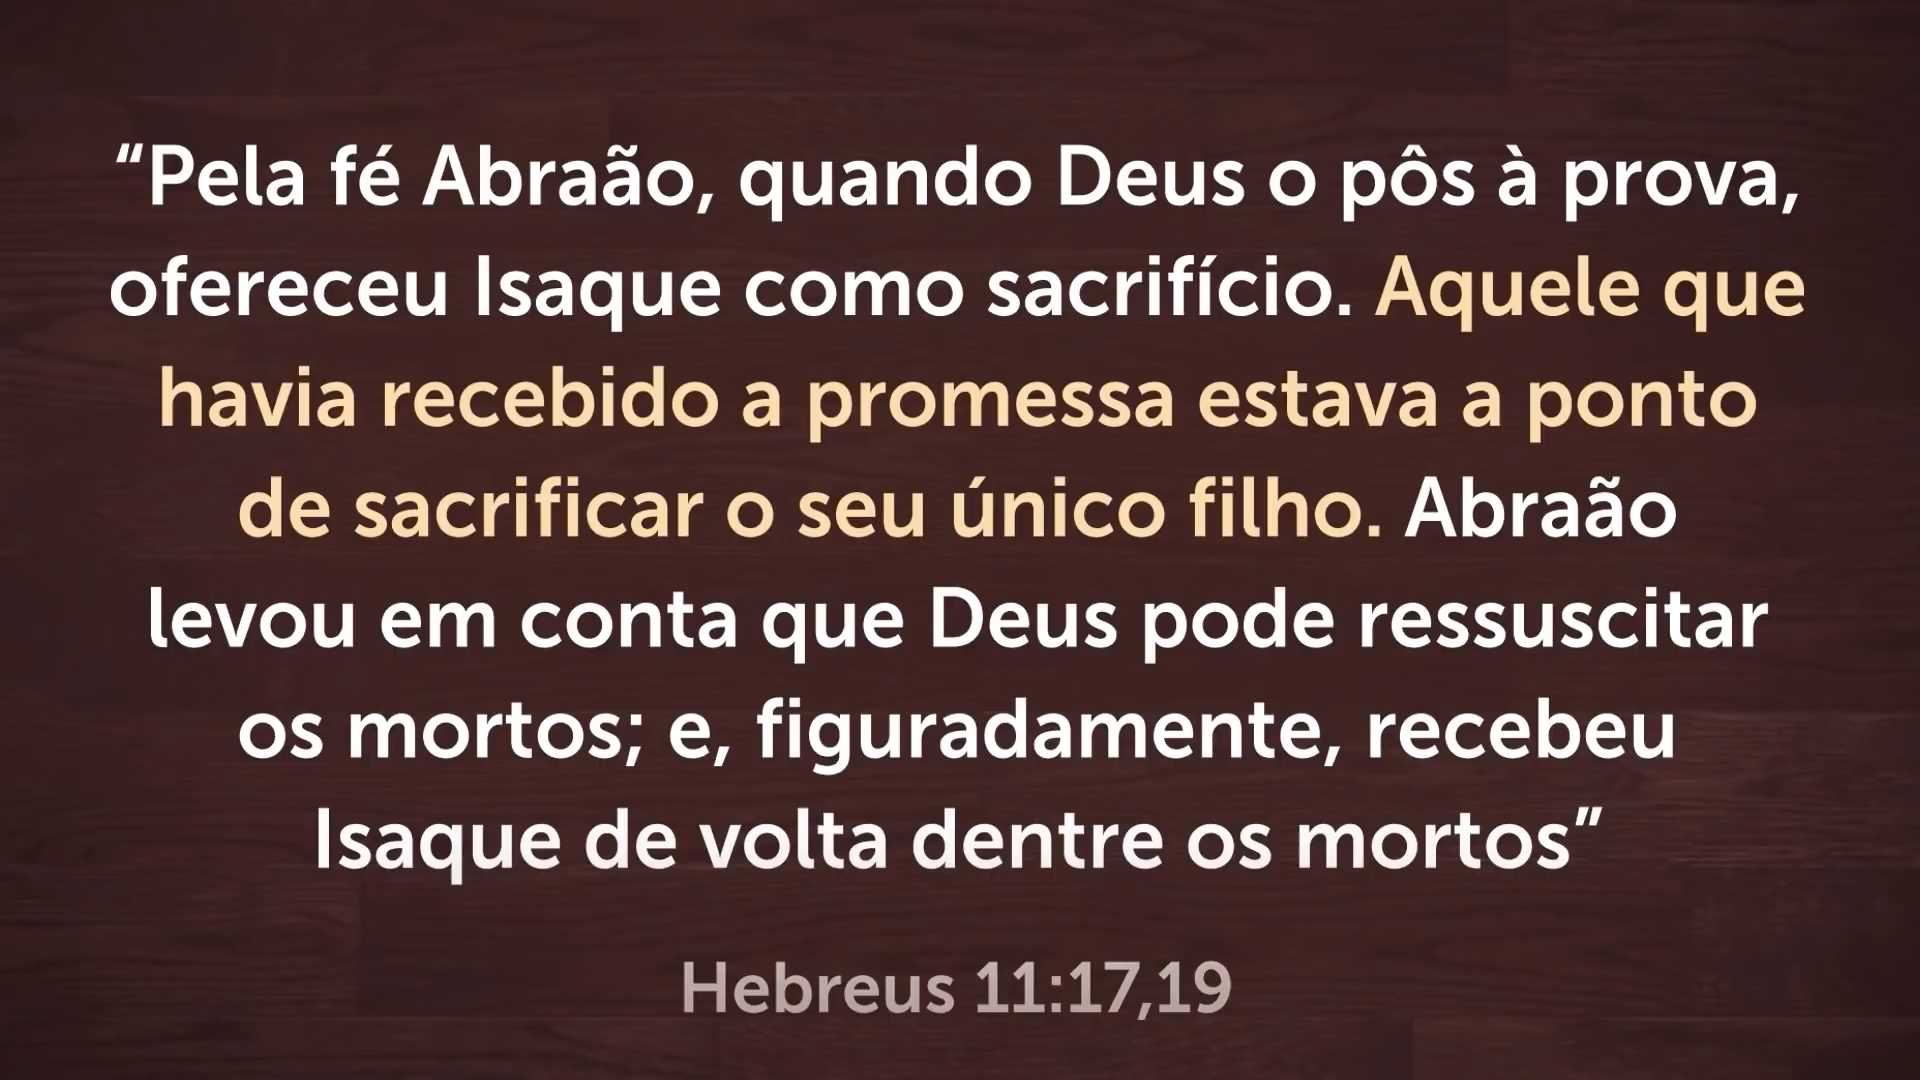 “Pela fé Abraão, quando Deus o pôs à prova,
ofereceu Isaque como sacrifício. Aquele que
havia recebido a promessa estava a ponto
de sacrificar o seu único filho. Abraão
levou em conta que Deus pode ressuscitar
os mortos; e, figuradamente, recebeu
Isaque de volta dentre os mortos”
Hebreus 11:17,19